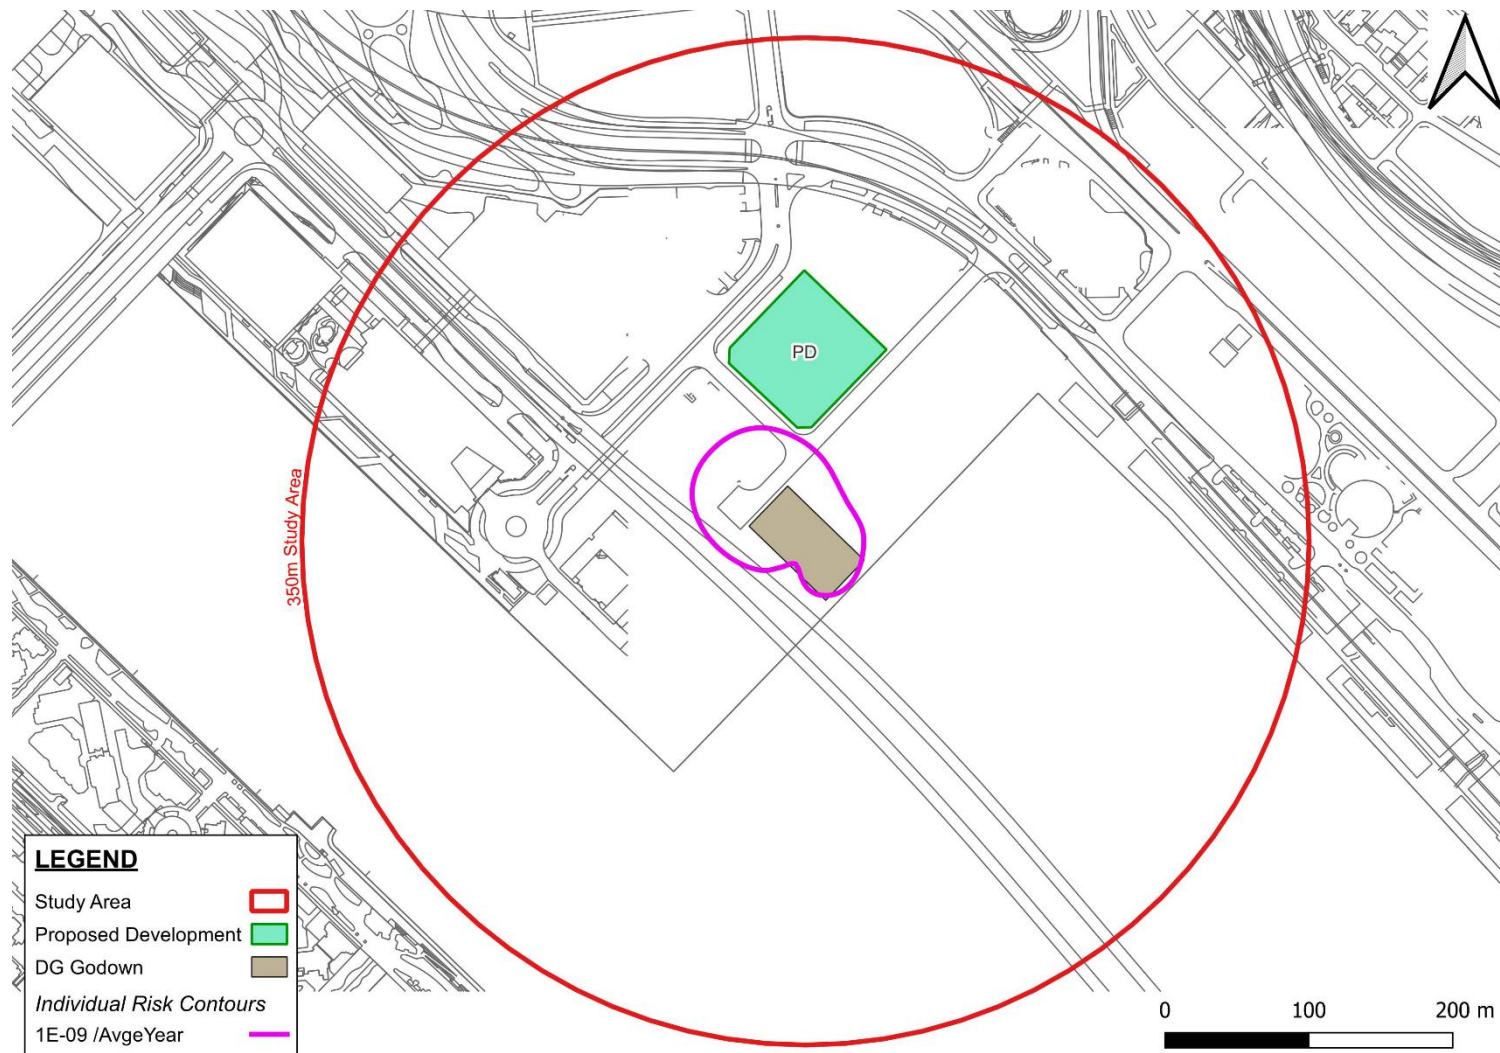 PD
350m Study Area
LEGEND
Study Area
Proposed Development
DG Godown
Individual Risk Contours
1E-09 /AvgeYear
0 100 200 m